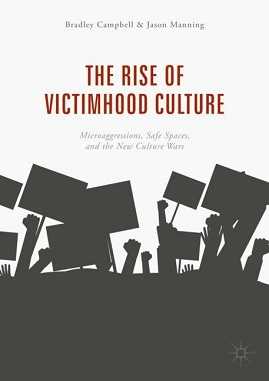 Bradley Campbell & Jason Manning
THE RISE OF
VICTIMHOOD CULTURE
Microaggressions, Safe Spaces,
and the New Culture Wars